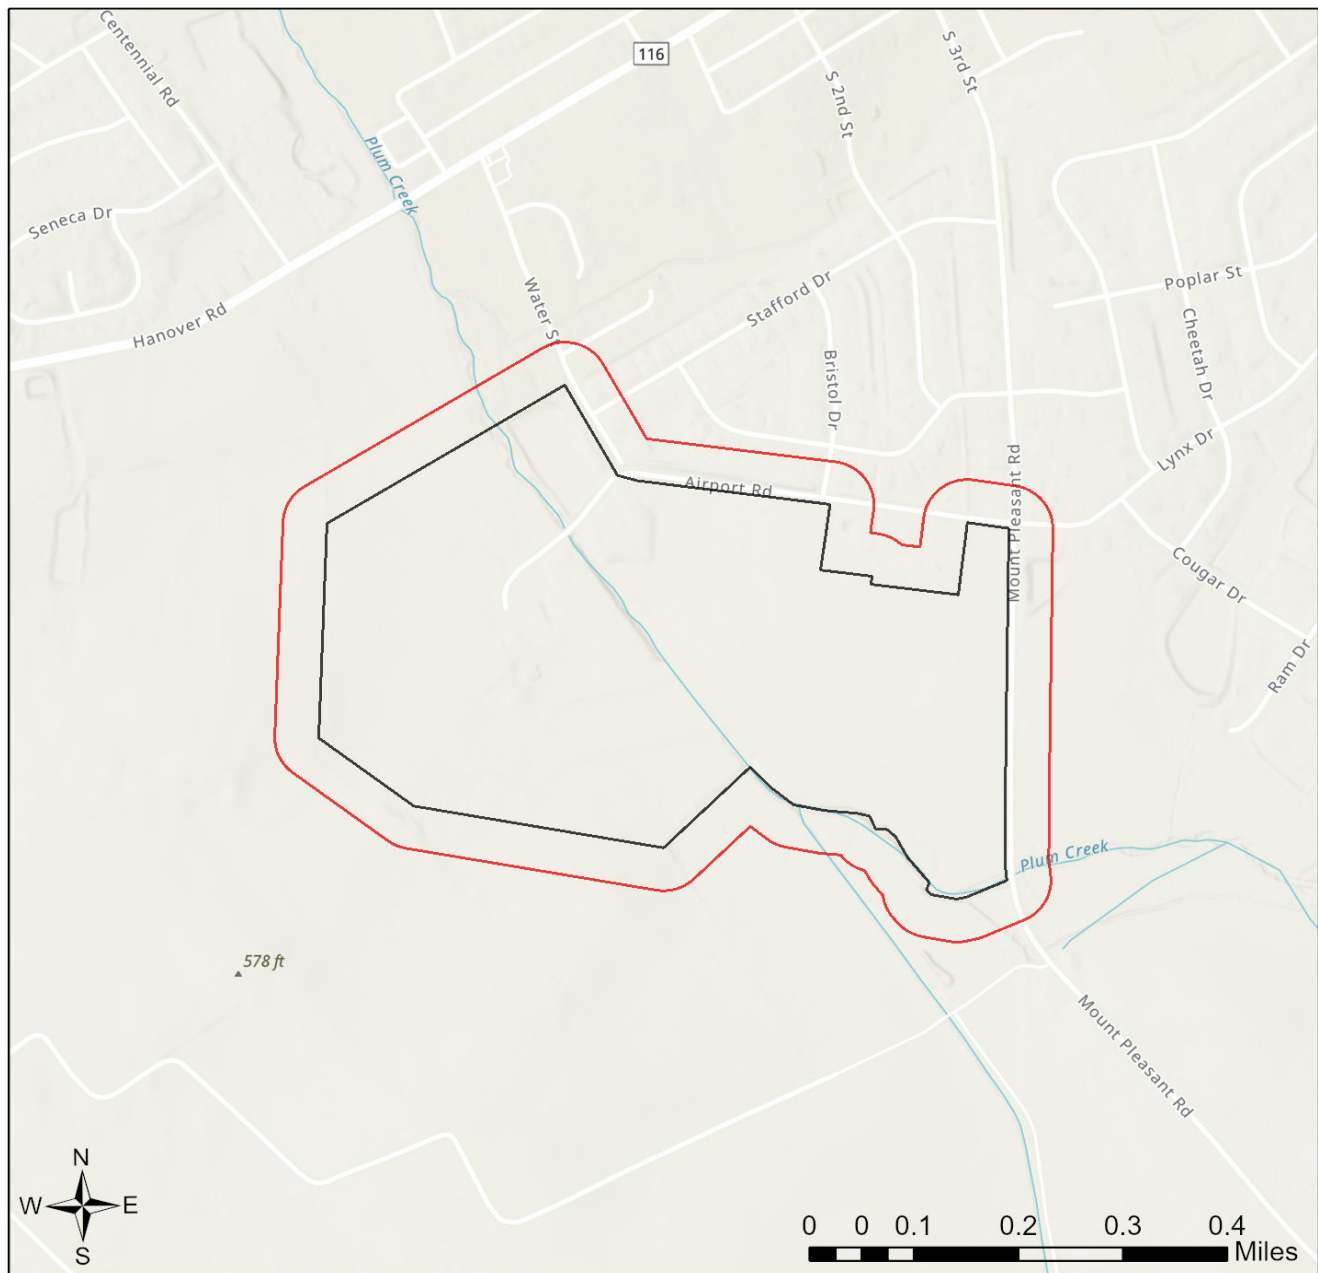 116
Centennial Rd
S 2nd St
S 3rd St
Plum Creek
Seneca Dr
Hanover Rd
Water St
Stafford Dr
Poplar St
Cheetah Dr
Bristol Dr
Lynx Dr
Airport Rd
Mount Pleasant Rd
Cougar Dr
Ram Dr
Plum Creek
578 ft
Mount Pleasant Rd
N
W E
S
0 0 0.1 0.2 0.3 0.4
Miles